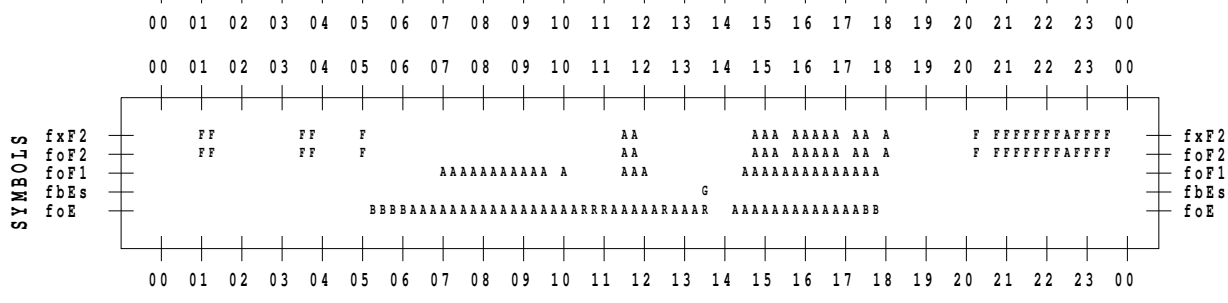 00 01 02 03 04 05 06 07 08 09 10 11 12 13 14 15 16 17 18 19 20 21 22 23 00
00 01 02 03 04 05 06 07 08 09 10 11 12 13 14 15 16 17 18 19 20 21 22 23 00
SYMBOLS
fxF2 FF FF F AA AAA AAAAA AA A F FFFFFFFAFFFF fxF2
foF2 FF FF F AA AAA AAAAA AA A F FFFFFFFAFFFF foF2
foF1 AAAAAAAAAAA A AAA AAAAAAAAAAAAAA foF1
fbEs G fbEs
foE BBBBAAAAAAAAAAAAAAAAARRRAAAAARAAAR AAAAAAAAAAAAABB foE
00 01 02 03 04 05 06 07 08 09 10 11 12 13 14 15 16 17 18 19 20 21 22 23 00